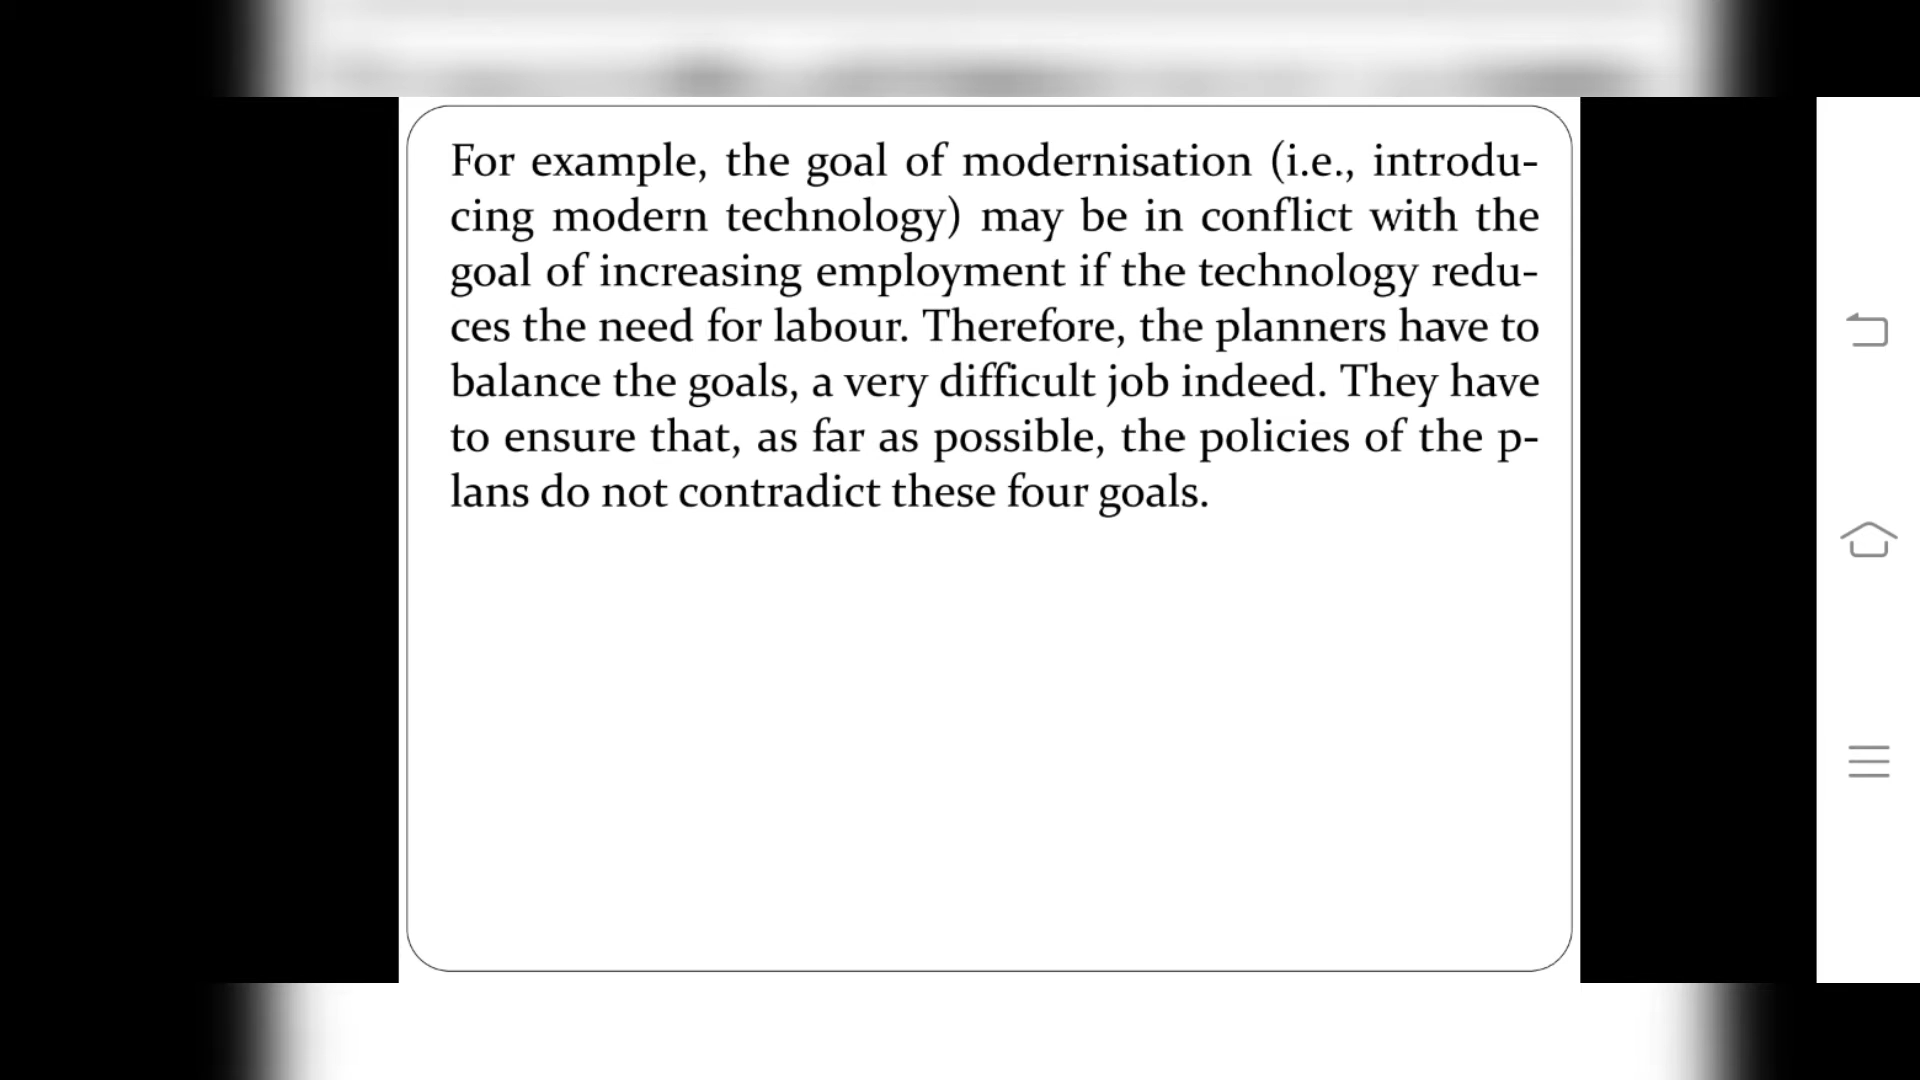 For example, the goal of modernisation (i.e., introdu-
cing modern technology) may be in conflict with the
goal of increasing employment if the technology redu-
ces the need for labour. Therefore, the planners have to
balance the goals, a very difficult job indeed. They have
to ensure that, as far as possible, the policies of the p-
lans do not contradict these four goals.